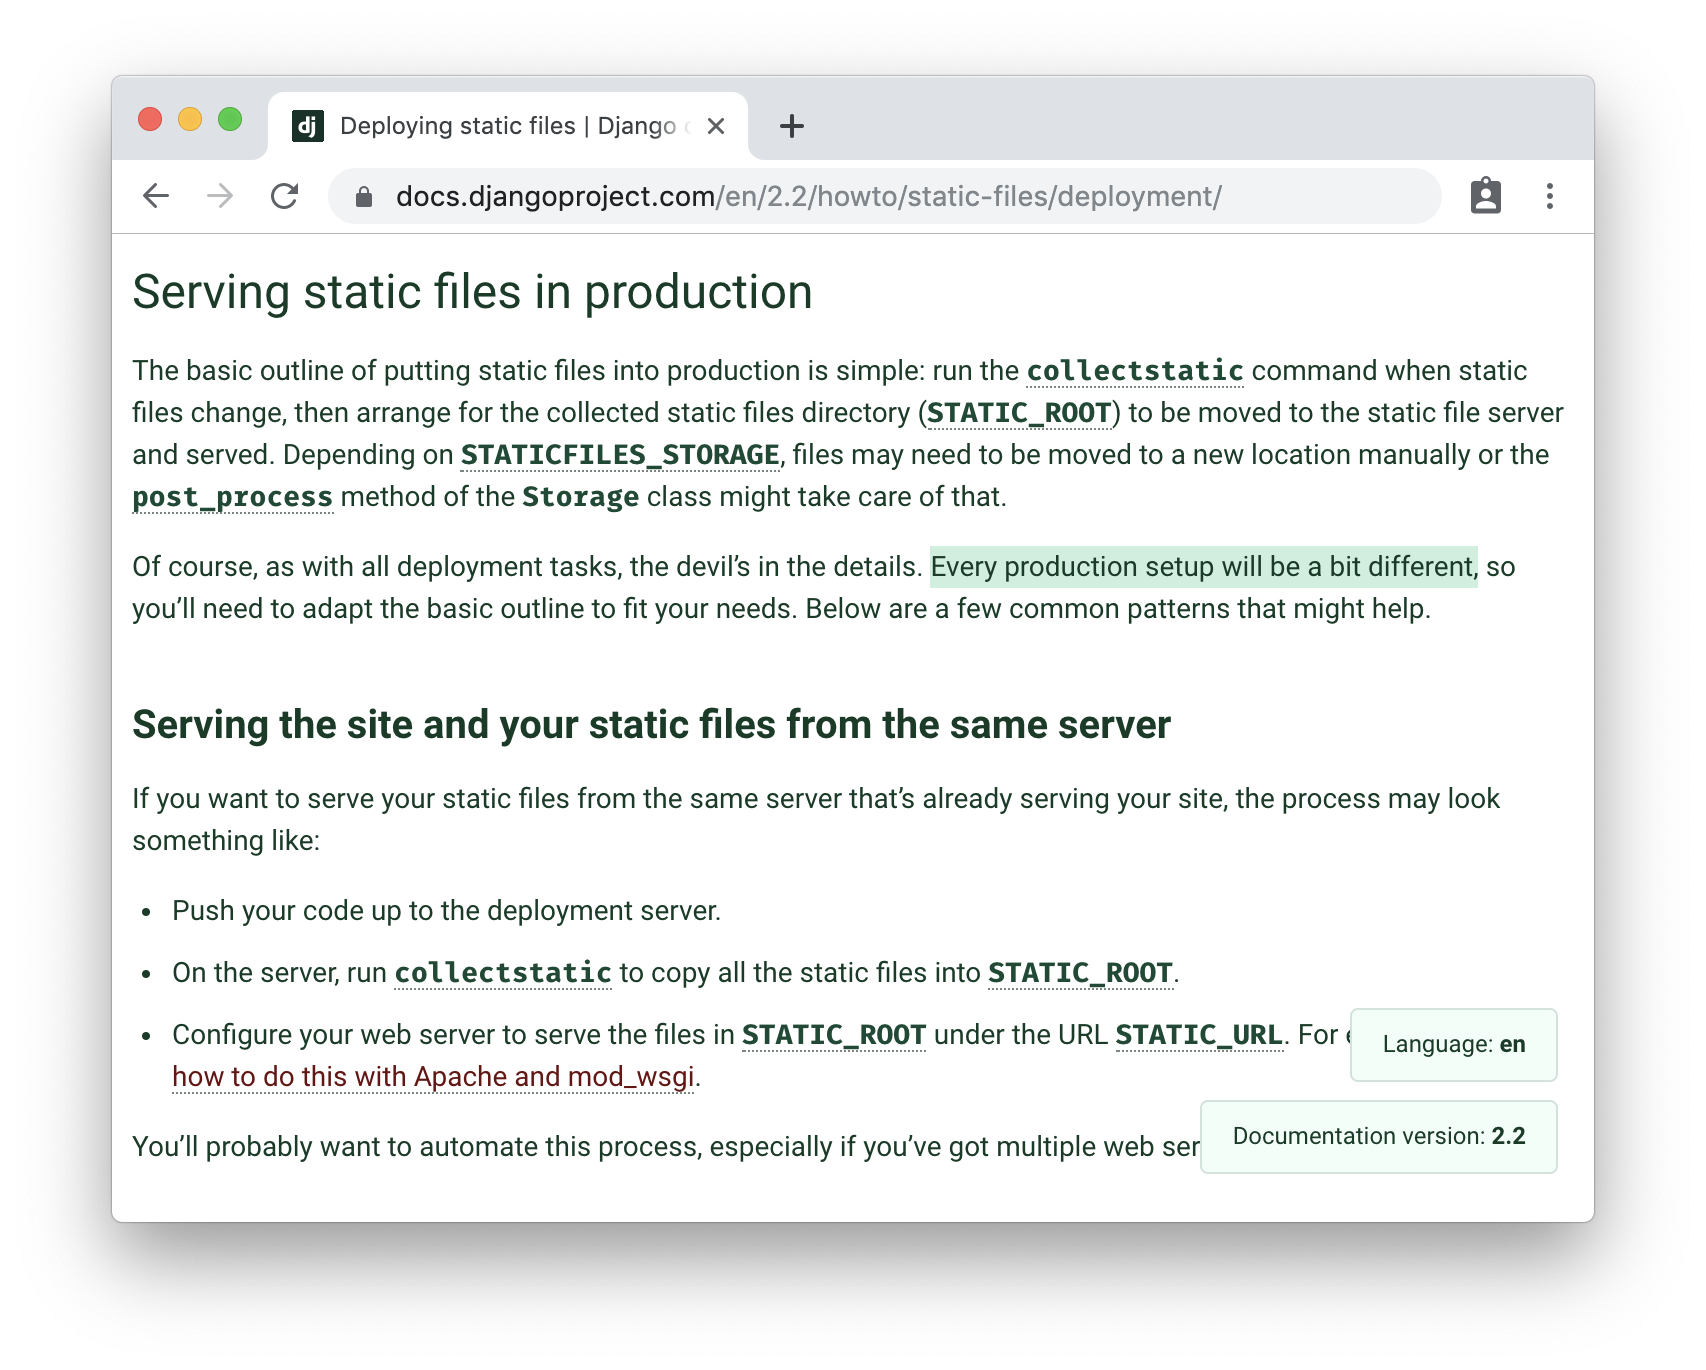 dj Deploying static files | Django
docs.djangoproject.com/en/2.2/howto/static-files/deployment/
Serving static files in production
The basic outline of putting static files into production is simple: run the collectstatic command when static
files change, then arrange for the collected static files directory (STATIC_ROOT) to be moved to the static file server
and served. Depending on STATICFILES_STORAGE, files may need to be moved to a new location manually or the
post_process method of the Storage class might take care of that.
Of course, as with all deployment tasks, the devil’s in the details. Every production setup will be a bit different, so
you’ll need to adapt the basic outline to fit your needs. Below are a few common patterns that might help.
Serving the site and your static files from the same server
If you want to serve your static files from the same server that’s already serving your site, the process may look
something like:
• Push your code up to the deployment server.
• On the server, run collectstatic to copy all the static files into STATIC_ROOT.
• Configure your web server to serve the files in STATIC_ROOT under the URL STATIC_URL. For
Language: en
how to do this with Apache and mod_wsgi.
You’ll probably want to automate this process, especially if you’ve got multiple web
Documentation version: 2.2